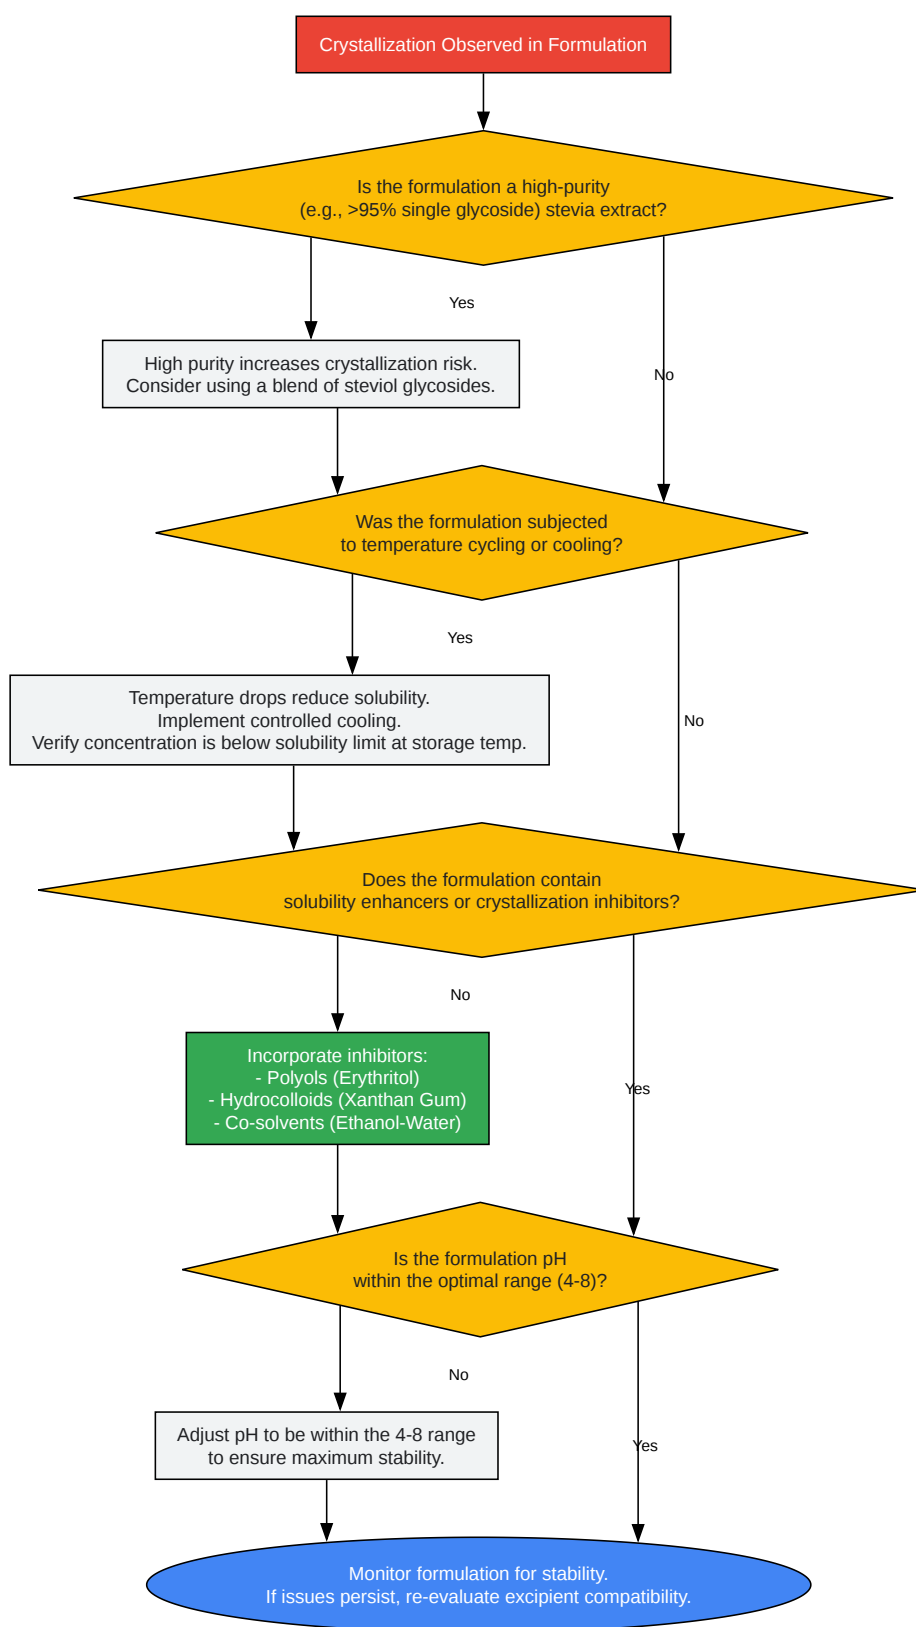 Crystallization Observed in Formulation
Is the formulation a high-purity
(e.g., >95% single glycoside) stevia extract?
Yes
High purity increases crystallization risk.
Consider using a blend of steviol glycosides.
No
Was the formulation subjected
to temperature cycling or cooling?
Yes
Temperature drops reduce solubility.
Implement controlled cooling.
Verify concentration is below solubility limit at storage temp.
No
Does the formulation contain
solubility enhancers or crystallization inhibitors?
No
Incorporate inhibitors:
- Polyols (Erythritol)
- Hydrocolloids (Xanthan Gum)
- Co-solvents (Ethanol-Water)
Yes
Is the formulation pH
within the optimal range (4-8)?
No
Adjust pH to be within the 4-8 range
to ensure maximum stability.
Yes
Monitor formulation for stability.
If issues persist, re-evaluate excipient compatibility.